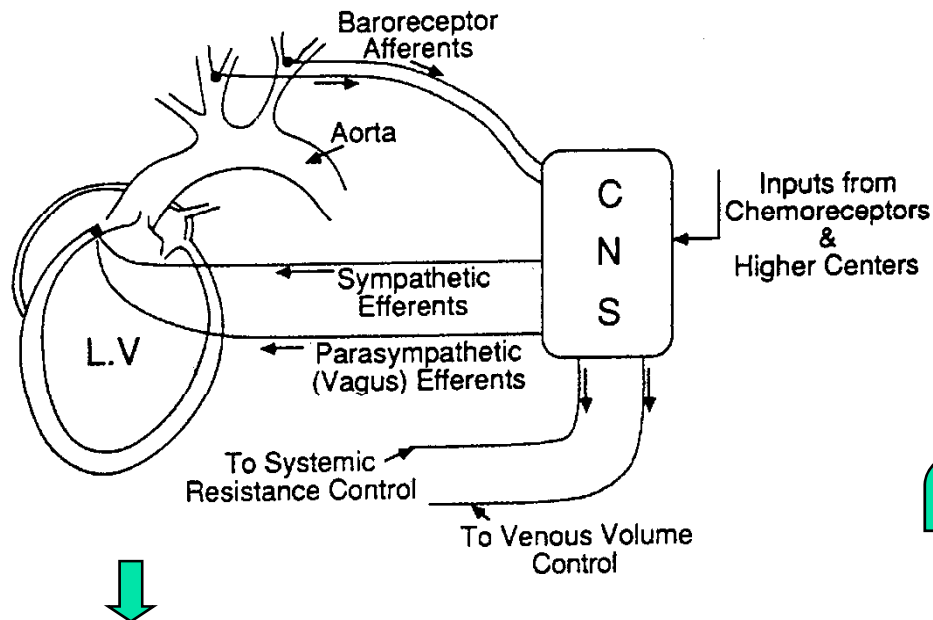 Baroreceptor
Afferents
Aorta
C
N
S
Inputs from
Chemoreceptors
&
Higher Centers
Sympathetic
Efferents
L.V
Parasympathetic
(Vagus) Efferents
To Systemic
Resistance Control
To Venous Volume
Control